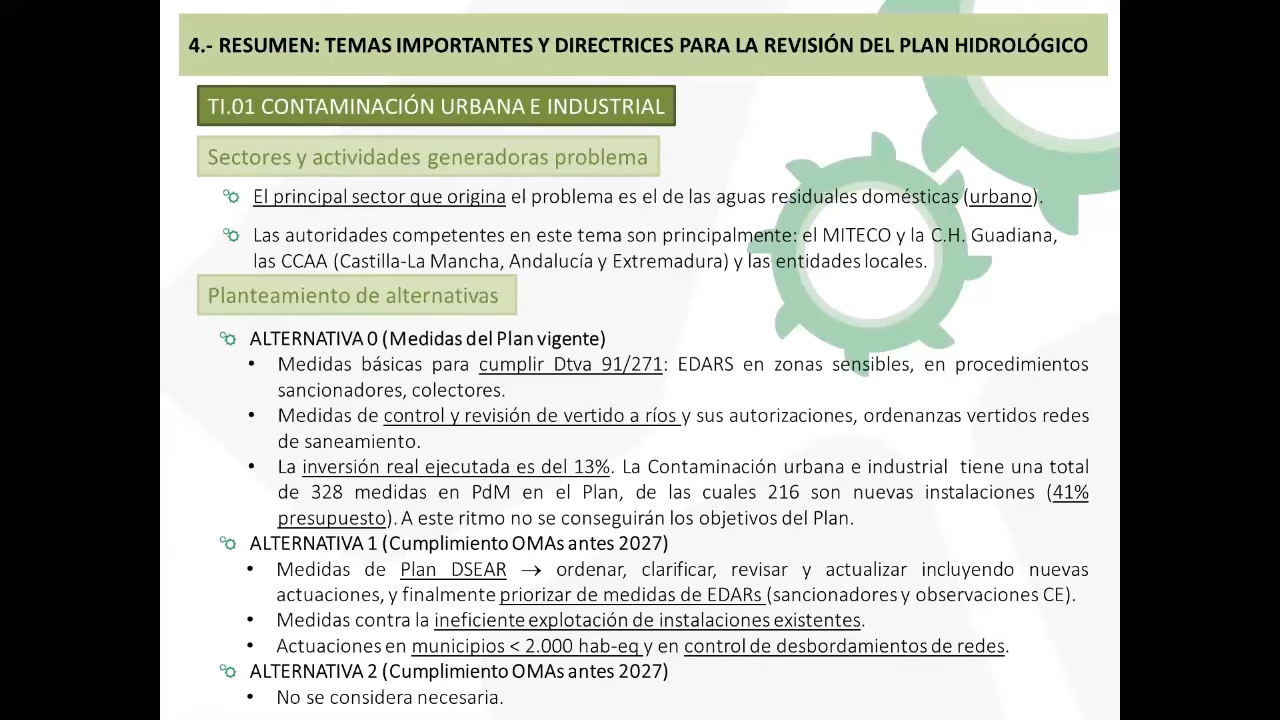 4.- RESUMEN: TEMAS IMPORTANTES Y DIRECTRICES PARA LA REVISIÓN DEL PLAN HIDROLÓGICO
TI.01 CONTAMINACIÓN URBANA E INDUSTRIAL
Sectores y actividades generadoras problema
El principal sector que origina el problema es el de las aguas residuales domésticas (urbano).
Las autoridades competentes en este tema son principalmente: el MITECO y la C.H. Guadiana,
las CCAA (Castilla-La Mancha, Andalucía y Extremadura) y las entidades locales.
Planteamiento de alternativas
ALTERNATIVA 0 (Medidas del Plan vigente)
• Medidas básicas para cumplir Dtva 91/271: EDARS en zonas sensibles, en procedimientos
sancionadores, colectores.
• Medidas de control y revisión de vertido a ríos y sus autorizaciones, ordenanzas vertidos redes
de saneamiento.
• La inversión real ejecutada es del 13%. La Contaminación urbana e industrial tiene una total
de 328 medidas en PdM en el Plan, de las cuales 216 son nuevas instalaciones (41%
presupuesto). A este ritmo no se conseguirán los objetivos del Plan.
ALTERNATIVA 1 (Cumplimiento OMAs antes 2027)
• Medidas de Plan DSEAR → ordenar, clarificar, revisar y actualizar incluyendo nuevas
actuaciones, y finalmente priorizar de medidas de EDARs (sancionadores y observaciones CE).
• Medidas contra la ineficiente explotación de instalaciones existentes.
• Actuaciones en municipios < 2.000 hab-eq y en control de desbordamientos de redes.
ALTERNATIVA 2 (Cumplimiento OMAs antes 2027)
• No se considera necesaria.